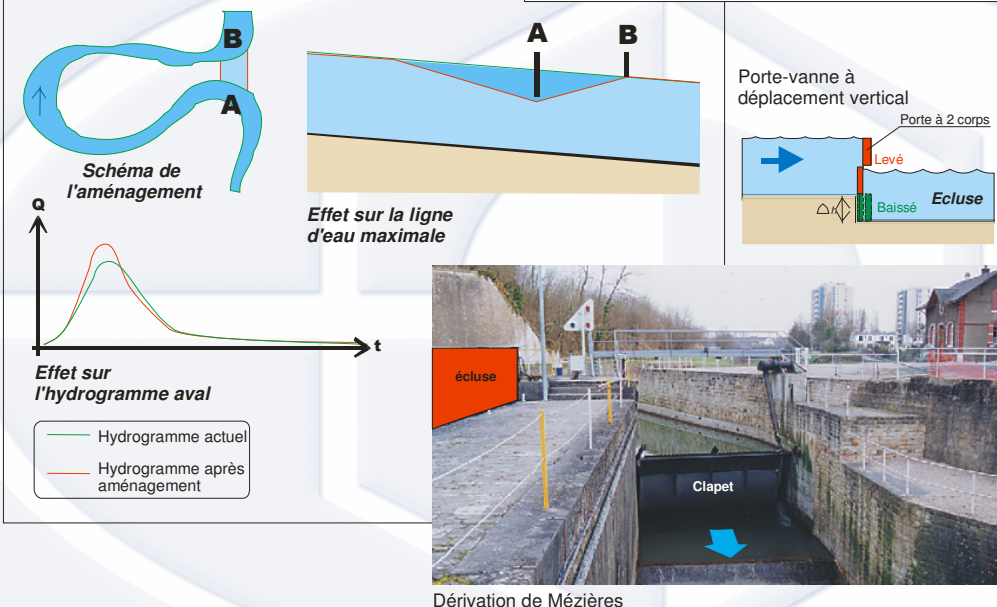 B
A
Schéma de
l'aménagement
A
B
Effet sur la ligne
d'eau maximale
Q
t
Effet sur
l'hydrogramme aval
Hydrogramme actuel
Hydrogramme après
aménagement
Porte-vanne à
déplacement vertical
Porte à 2 corps
Levé
Ecluse
Baissé
△h
écluse
Clapet
Dérivation de Mézières